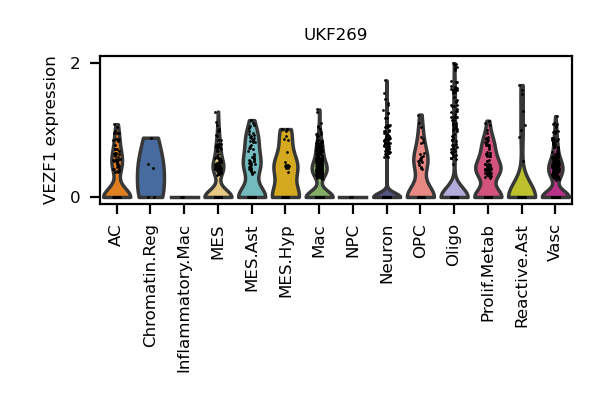 UKF269
VEZF1 expression
2
0
AC
Chromatin.Reg
Inflammatory.Mac
MES
MES.Ast
MES.Hyp
Mac
NPC
Neuron
OPC
Oligo
Prolif.Metab
Reactive.Ast
Vasc